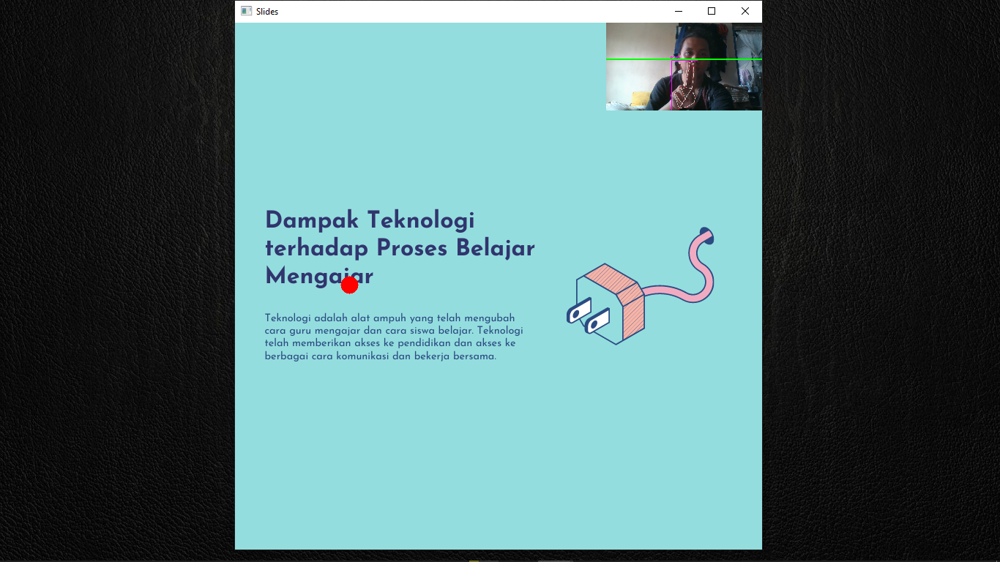 Slides
Dampak Teknologi
terhadap Proses Belajar
Mengajar
Teknologi adalah alat ampuh yang telah mengubah
cara guru mengajar dan cara siswa belajar. Teknologi
telah memberikan akses ke pendidikan dan akses ke
berbagai cara komunikasi dan bekerja bersama.